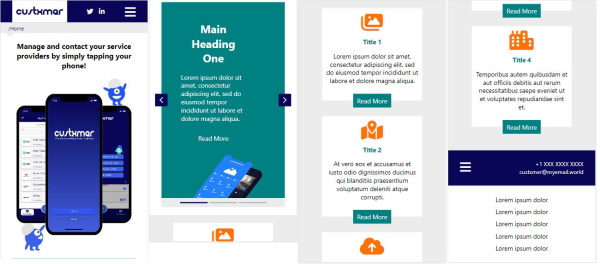 custxmer
/Home
Manage and contact your service
providers by simply tapping your
phone!
custxmer
Main
Heading
One
Lorem ipsum dolor sit
amet, consectetur
adipiscing elit, sed do
eiusmod tempor
incididunt ut labore et
dolore magna aliqua.
Read More
Title 1
Lorem ipsum dolor sit amet,
consectetur adipiscing elit, sed
do eiusmod tempor incididunt ut
labore et dolore magna aliqua.
Read More
Title 2
At vero eos et accusamus et
iusto odio dignissimos ducimus
qui blanditiis praesentium
voluptatum deleniti atque
corrupti.
Read More
Read More
Title 4
Temporibus autem quibusdam et
aut officiis debitis aut rerum
necessitatibus saepe eveniet ut
et voluptates repudiandae sint
et.
Read More
+1 XXX XXXX XXXX
custxmer@myemail.world
Lorem ipsum dolor
Lorem ipsum dolor
Lorem ipsum dolor
Lorem ipsum dolor
Lorem ipsum dolor